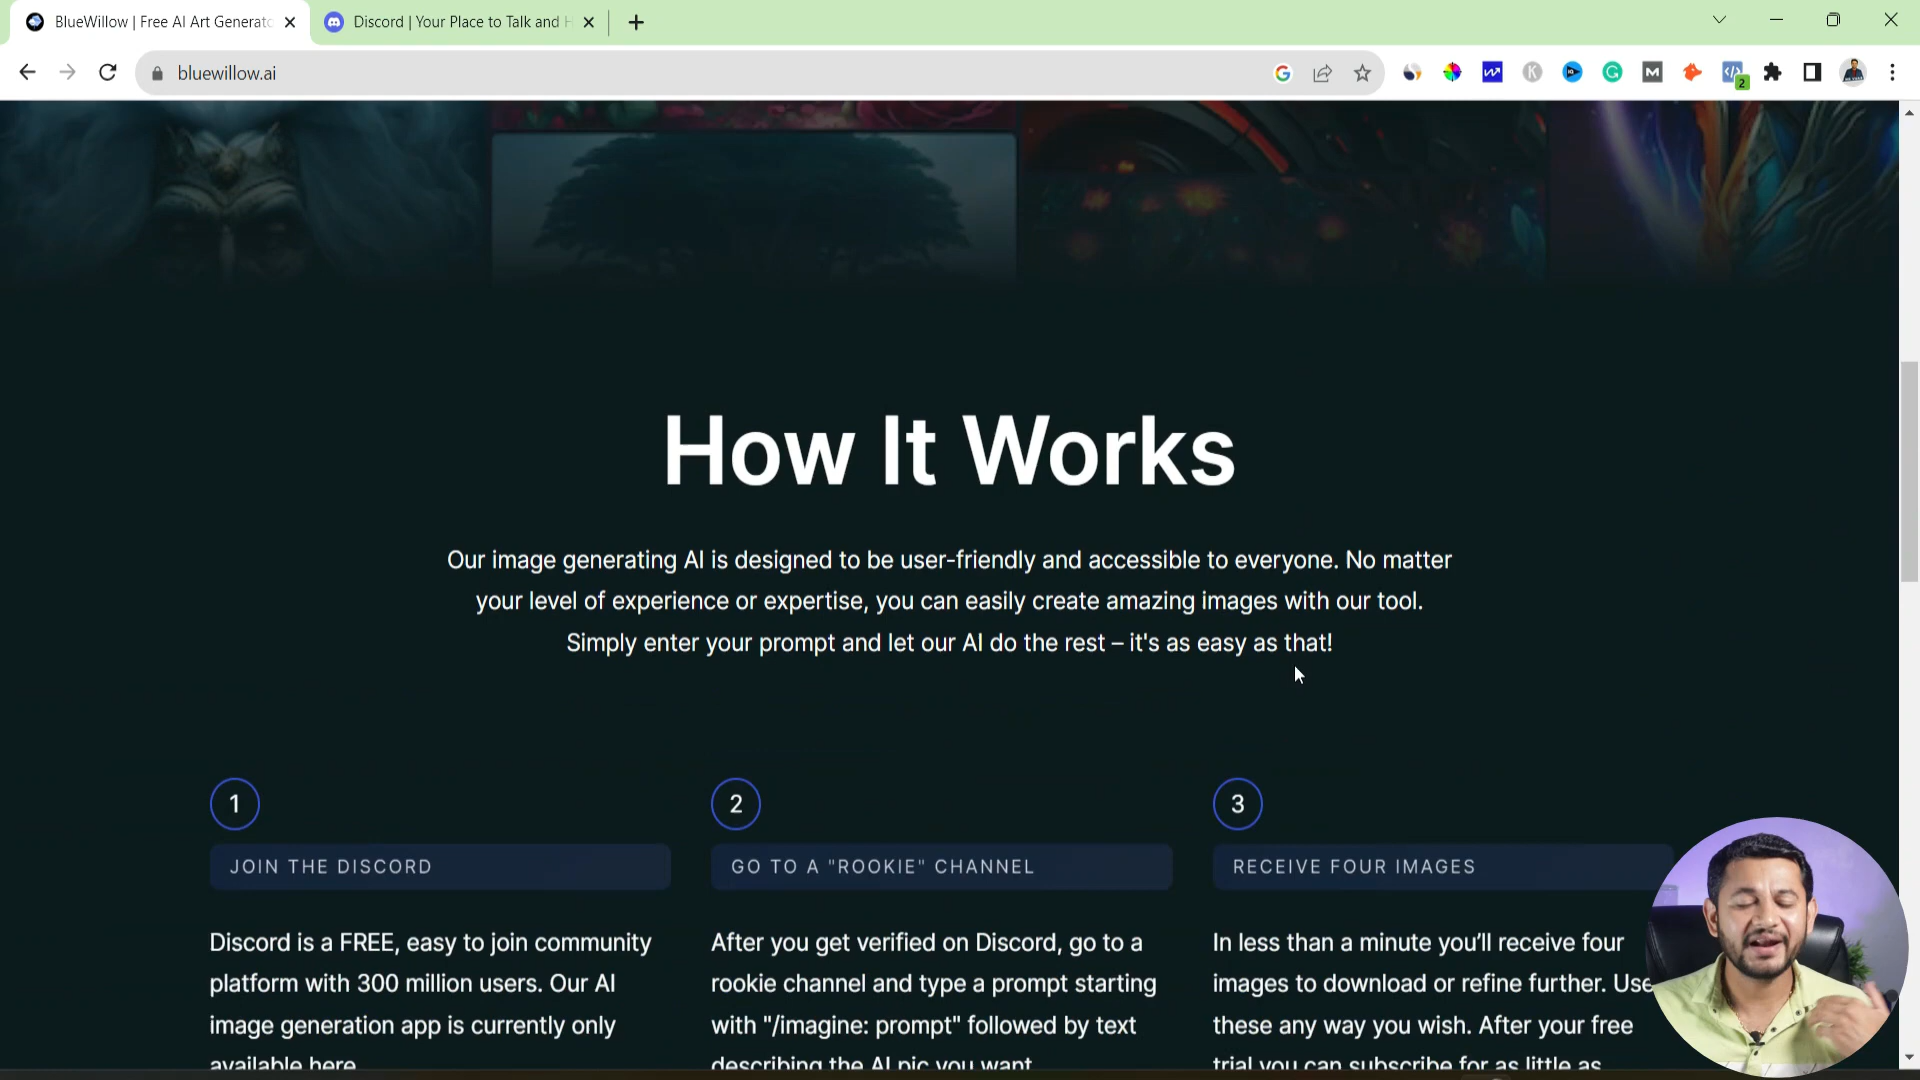 BlueWillow | Free AI Art Generato
Discord | Your Place to Talk and H
bluewillow.ai
2
How It Works
Our image generating AI is designed to be user-friendly and accessible to everyone. No matter
your level of experience or expertise, you can easily create amazing images with our tool.
Simply enter your prompt and let our AI do the rest – it's as easy as that!
1
JOIN THE DISCORD
Discord is a FREE, easy to join community
platform with 300 million users. Our AI
image generation app is currently only
available here
2
GO TO A "ROOKIE" CHANNEL
After you get verified on Discord, go to a
rookie channel and type a prompt starting
with "/imagine: prompt" followed by text
describing the AI pic you want
3
RECEIVE FOUR IMAGES
In less than a minute you'll receive four
images to download or refine further. Use
these any way you wish. After your free
trial you can subscribe for as little as